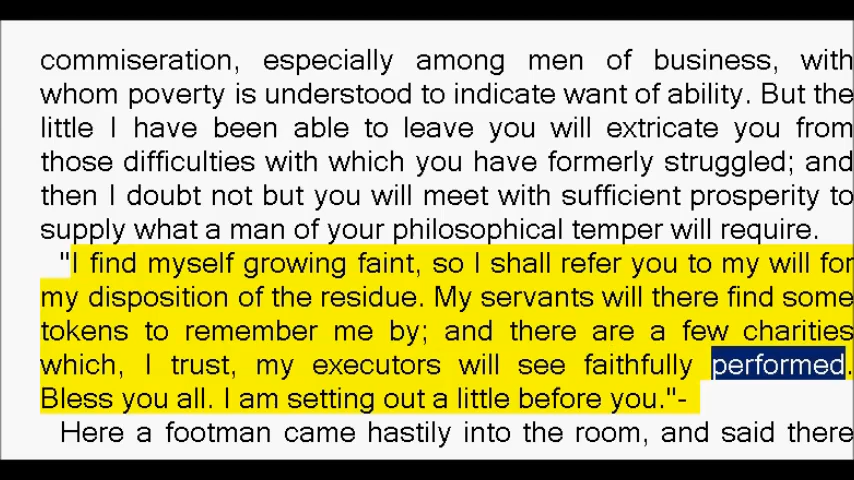 commiseration, especially among men of business, with
whom poverty is understood to indicate want of ability. But the
little I have been able to leave you will extricate you from
those difficulties with which you have formerly struggled; and
then I doubt not but you will meet with sufficient prosperity to
supply what a man of your philosophical temper will require.
"I find myself growing faint, so I shall refer you to my will for
my disposition of the residue. My servants will there find some
tokens to remember me by; and there are a few charities
which, I trust, my executors will see faithfully performed.
Bless you all. I am setting out a little before you."-
Here a footman came hastily into the room, and said there